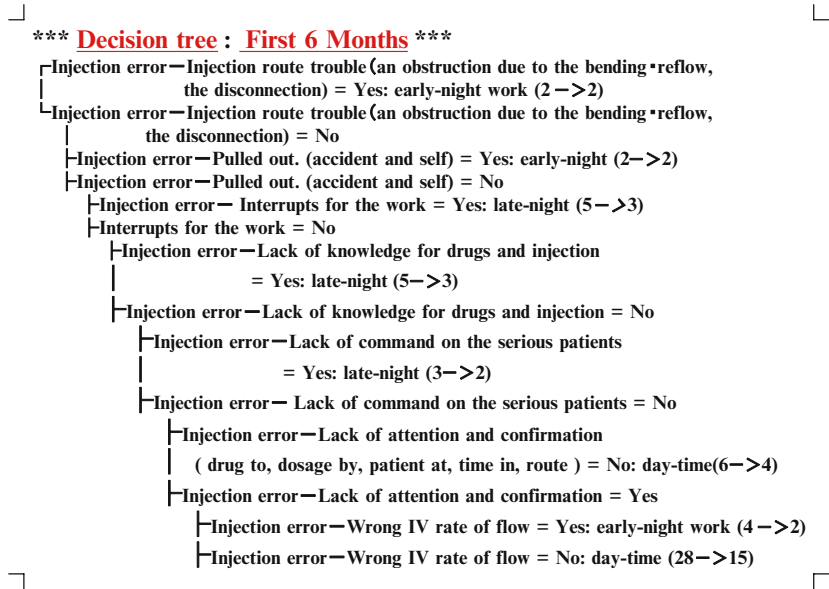 *** Decision tree : First 6 Months ***
Injection error－Injection route trouble(an obstruction due to the bending･reflow,
the disconnection) = Yes: early-night work (2－>2)
Injection error－Injection route trouble(an obstruction due to the bending･reflow,
the disconnection) = No
Injection error－Pulled out. (accident and self) = Yes: early-night (2－>2)
Injection error－Pulled out. (accident and self) = No
Injection error－ Interrupts for the work = Yes: late-night (5－>3)
Interrupts for the work = No
Injection error－Lack of knowledge for drugs and injection
= Yes: late-night (5－>3)
Injection error－Lack of knowledge for drugs and injection = No
Injection error－Lack of command on the serious patients
= Yes: late-night (3－>2)
Injection error－ Lack of command on the serious patients = No
Injection error－Lack of attention and confirmation
( drug to, dosage by, patient at, time in, route ) = No: day-time(6－>4)
Injection error－Lack of attention and confirmation = Yes
Injection error－Wrong IV rate of flow = Yes: early-night work (4－>2)
Injection error－Wrong IV rate of flow = No: day-time (28－>15)